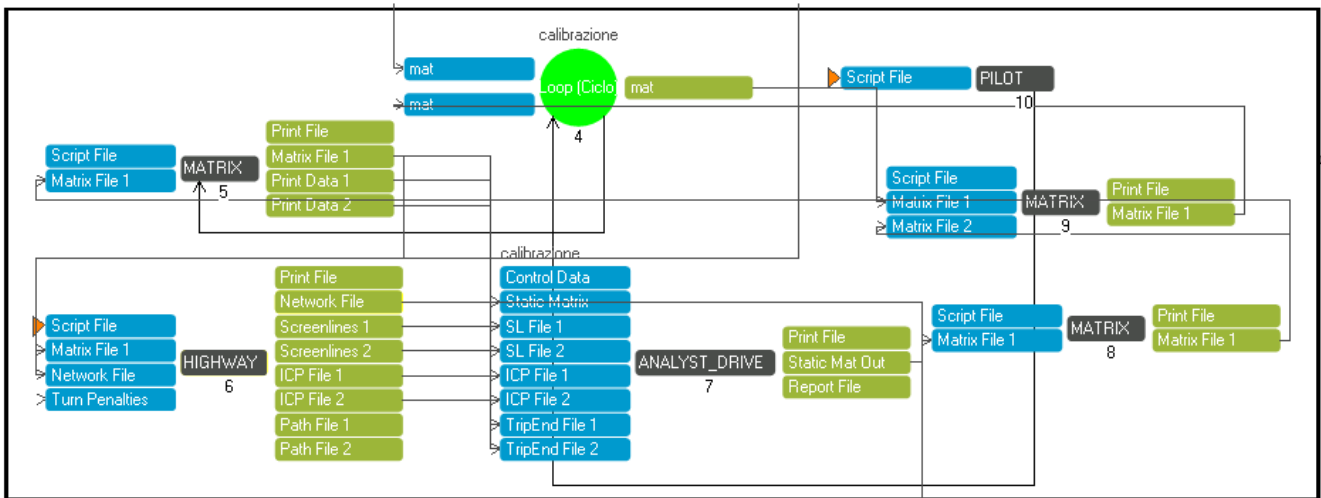 calibrazione
mat
mat
Loop (Ciclo)
mat
4
Script File
PILOT
10
Script File
Matrix File 1
MATRIX
5
Print File
Matrix File 1
Print Data 1
Print Data 2
Script File
Matrix File 1
Matrix File 2
MATRIX
9
Print File
Matrix File 1
calibrazione
Script File
Matrix File 1
Network File
Turn Penalties
HIGHWAY
6
Print File
Network File
Screenlines 1
Screenlines 2
ICP File 1
ICP File 2
Path File 1
Path File 2
Control Data
Static Matrix
SL File 1
SL File 2
ICP File 1
ICP File 2
TripEnd File 1
TripEnd File 2
ANALYST_DRIVE
7
Print File
Static Mat Out
Report File
Script File
Matrix File 1
MATRIX
8
Print File
Matrix File 1